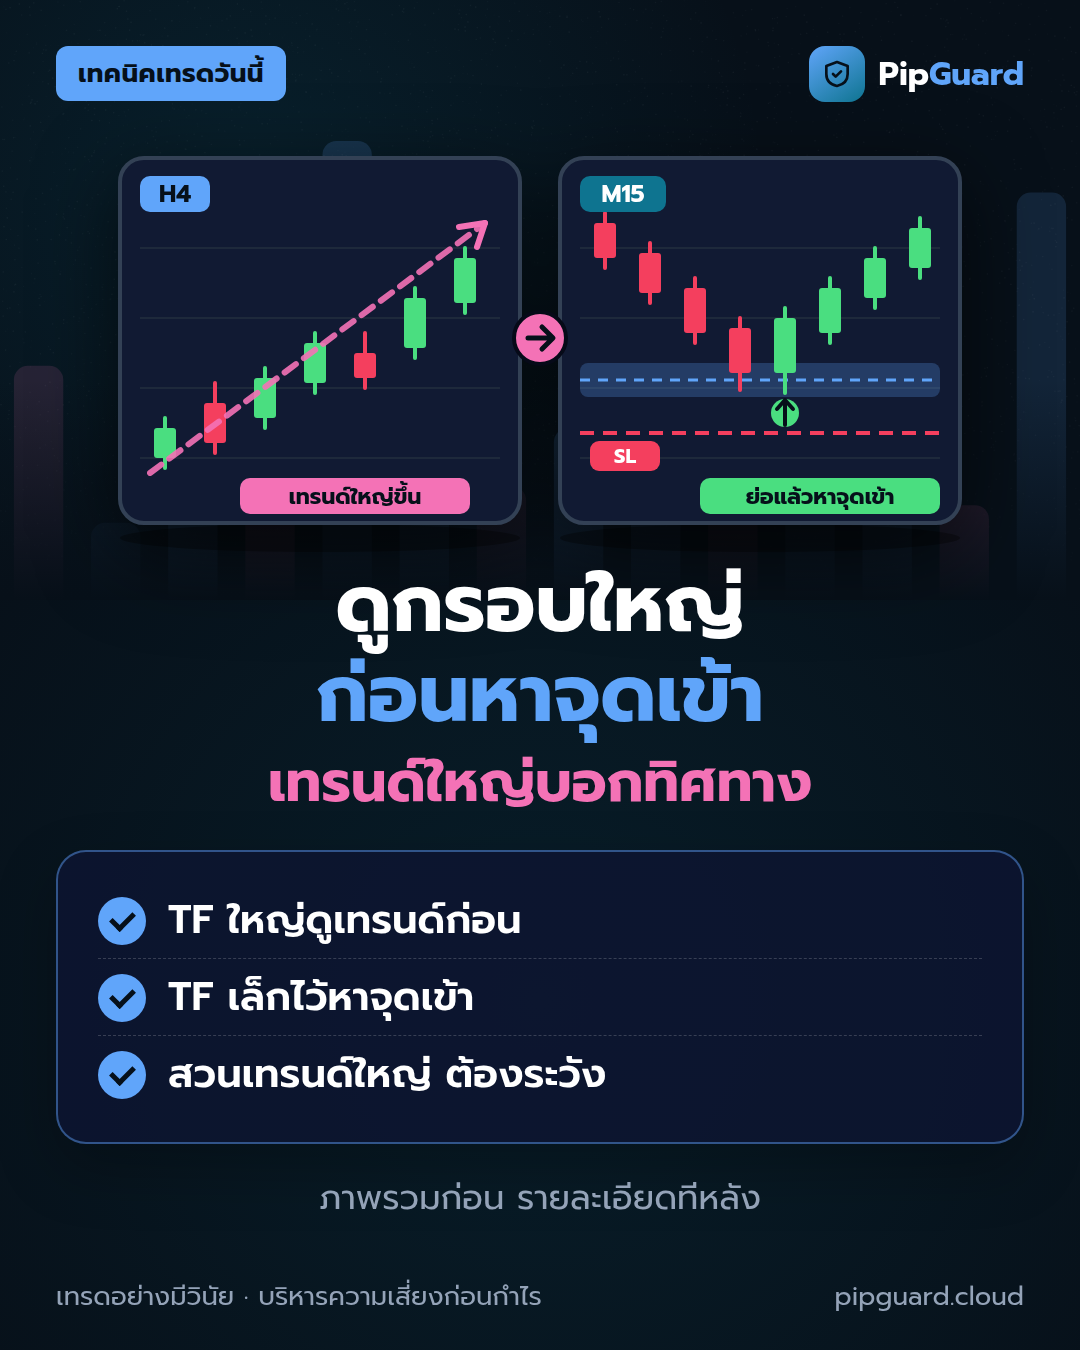 เทคนิคเทรดวันนี้
PipGuard
H4
M15
SL
เทรนด์ใหญ่ขึ้น
ย่อแล้วหาจุดเข้า
ดูกรอบใหญ่
ก่อนหาจุดเข้า
เทรนด์ใหญ่บอกทิศทาง
TF ใหญ่ดูเทรนด์ก่อน
TF เล็กไว้หาจุดเข้า
สวนเทรนด์ใหญ่ ต้องระวัง
ภาพรวมก่อน รายละเอียดทีหลัง
เทรดอย่างมีวินัย · บริหารความเสี่ยงก่อนกำไร
pipguard.cloud